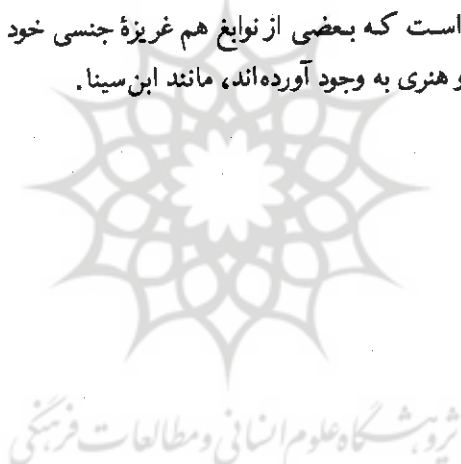 است که بعضی از نوابغ هم غریزهٔ جنسی خود
و هنری به وجود آورده‌اند، مانند ابن‌سینا.
پژوهشگاه علوم انسانی و مطالعات فرهنگی